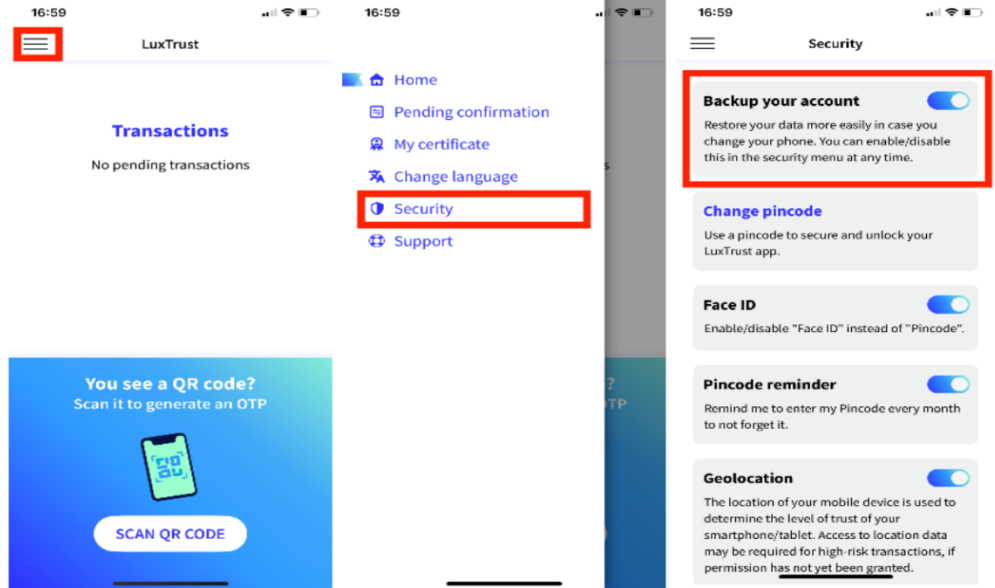 16:59
LuxTrust
Transactions
No pending transactions
You see a QR code?
Scan it to generate an OTP
SCAN QR CODE
16:59
Home
Pending confirmation
My certificate
Change language
Security
Support
s
?
TP
16:59
Security
Backup your account
Restore your data more easily in case you
change your phone. You can enable/disable
this in the security menu at any time.
Change pincode
Use a pincode to secure and unlock your
LuxTrust app.
Face ID
Enable/disable "Face ID" instead of "Pincode".
Pincode reminder
Remind me to enter my Pincode every month
to not forget it.
Geolocation
The location of your mobile device is used to
determine the level of trust of your
smartphone/tablet. Access to location data
may be required for high-risk transactions, if
permission has not yet been granted.